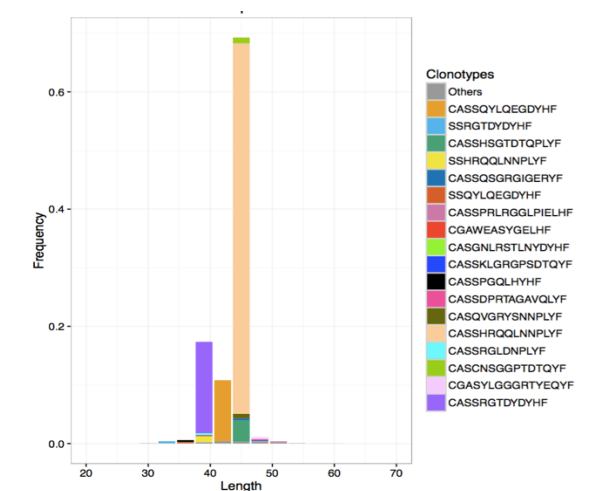 0.6
0.4
0.2
0.0
Frequency
20 30 40 50 60 70
Length
Clonotypes
Others
CASSQYLQEGDYHF
SSRGTDYDYHF
CASSHSGTDTQPLYF
SSHRQQLNNPLYF
CASSQSGRGIGERYF
SSQYLQEGDYHF
CASSPRLRGGLPIELHF
CGAWEASYGELHF
CASGNLRSTLNYDYHF
CASSKLGRGPSDTQYF
CASSPGQLHYHF
CASSDPRTAGAVQLYF
CASQVGRYSNNPLYF
CASSHRQQLNNPLYF
CASSRGLDNPLYF
CASCNSGGPTDTQYF
CGASYLGGGRTYEQYF
CASSRGTDYDYHF